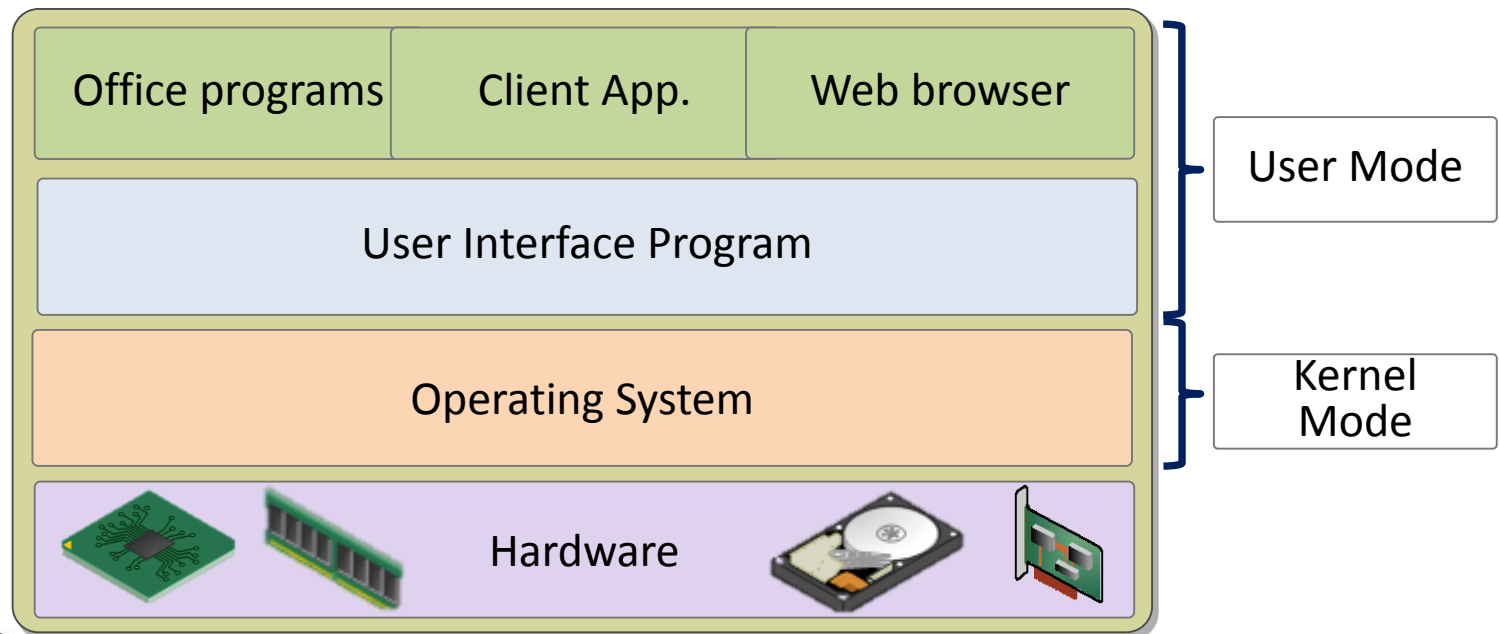 Office programs
Client App.
Web browser
User Mode
User Interface Program
Operating System
Kernel
Mode
Hardware